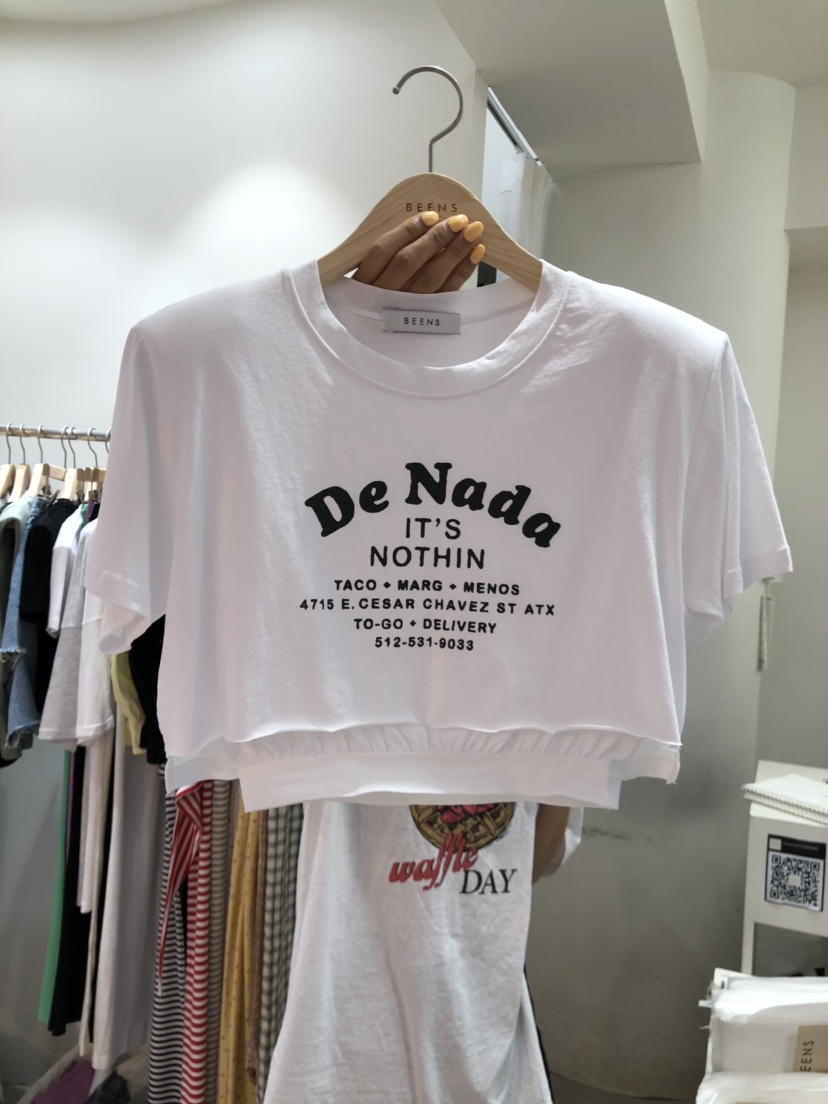 BEENS
BEENS
De Nada
IT'S
NOTHIN
TACO + MARG + MENOS
4715 E. CESAR CHAVEZ ST ATX
TO-GO + DELIVERY
512-531-9033
waffle
DAY
EENS